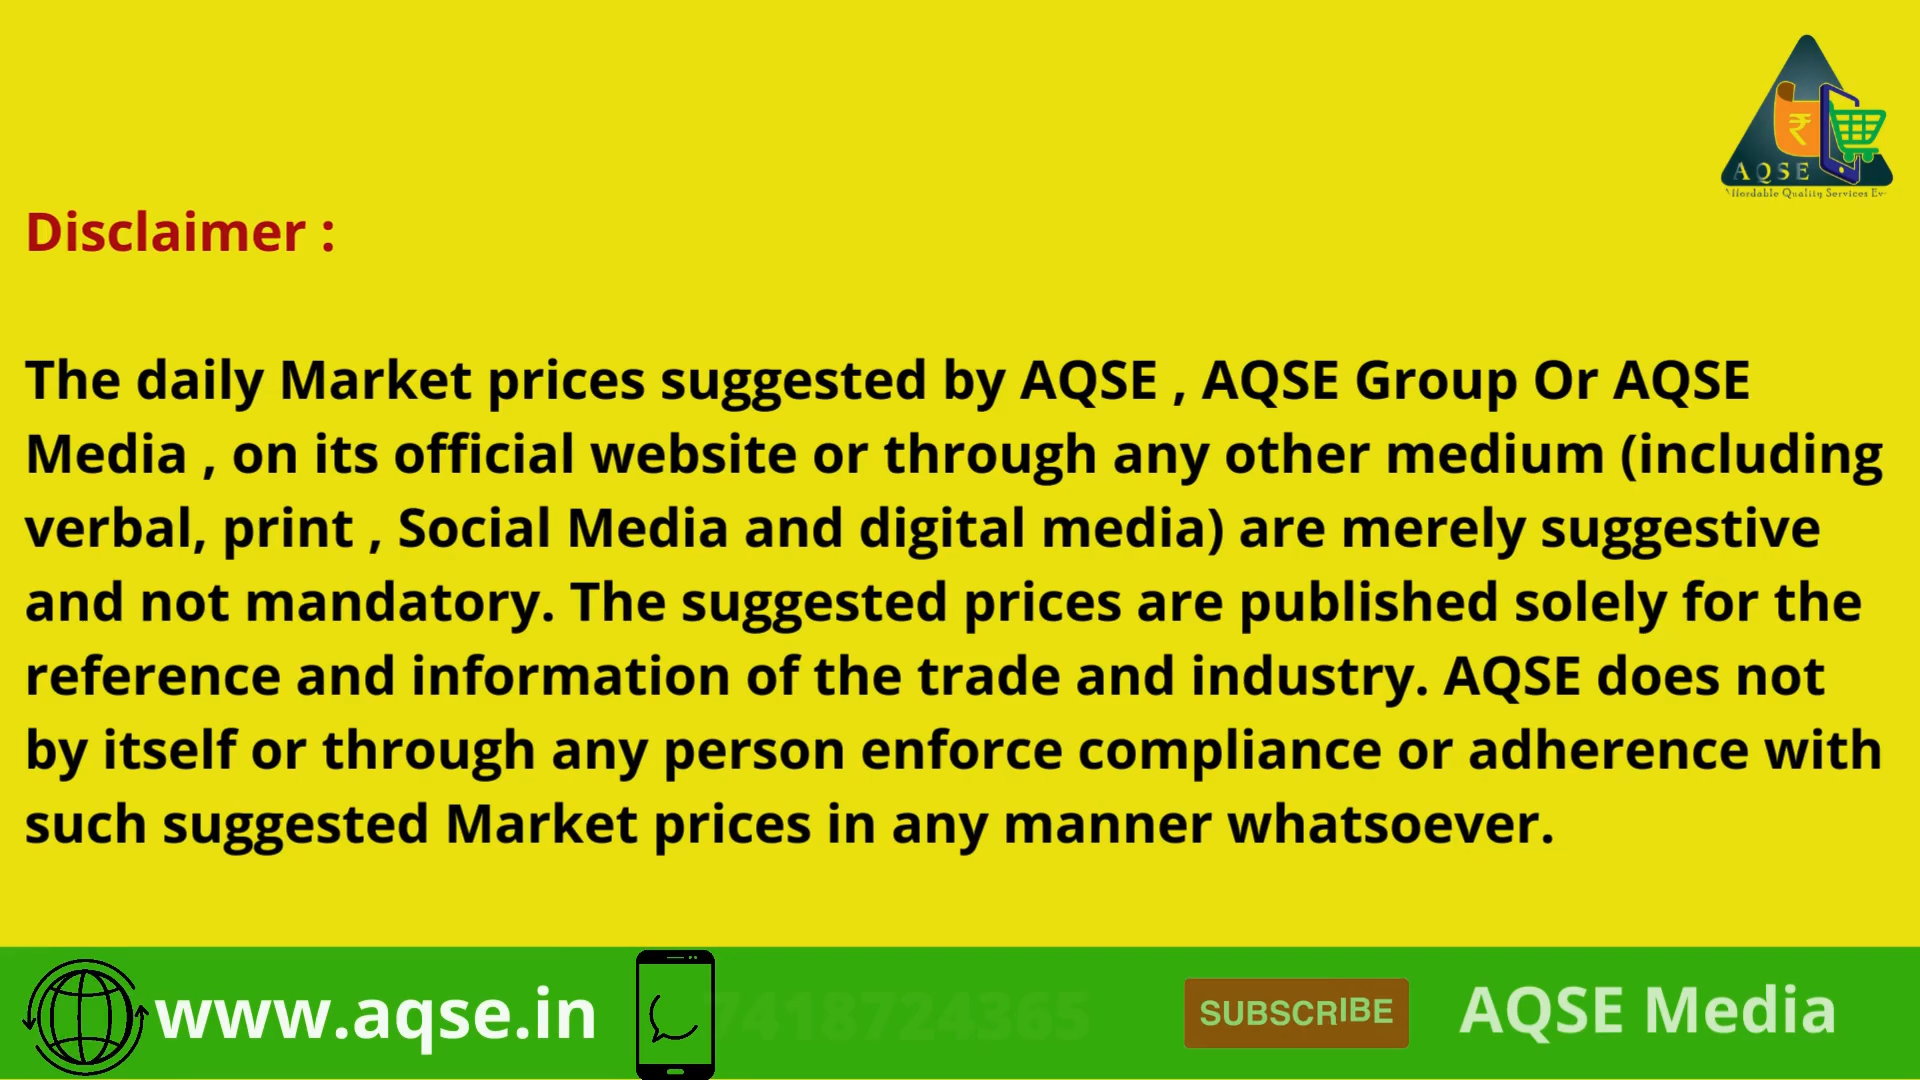 ₹
AQSE
Disclaimer :
The daily Market prices suggested by AQSE , AQSE Group Or AQSE
Media , on its official website or through any other medium (including
verbal, print , Social Media and digital media) are merely suggestive
and not mandatory. The suggested prices are published solely for the
reference and information of the trade and industry. AQSE does not
by itself or through any person enforce compliance or adherence with
such suggested Market prices in any manner whatsoever.
www.aqse.in
7418724365
SUBSCRIBE
AQSE Media